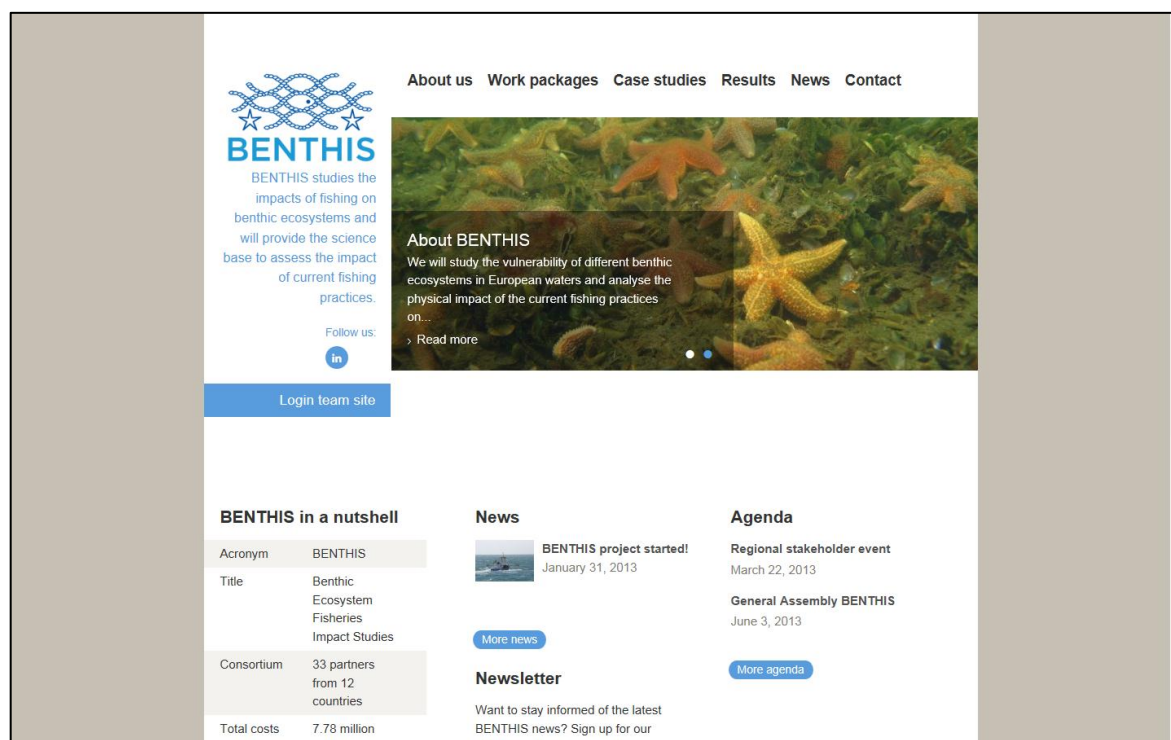 About us Work packages Case studies Results News Contact
BENTHIS
BENTHIS studies the
impacts of fishing on
benthic ecosystems and
will provide the science
base to assess the impact
of current fishing
practices.
Follow us:
in
Login team site
About BENTHIS
We will study the vulnerability of different benthic
ecosystems in European waters and analyse the
physical impact of the current fishing practices
on...
› Read more
BENTHIS in a nutshell
Acronym BENTHIS
Title Benthic
Ecosystem
Fisheries
Impact Studies
Consortium 33 partners
from 12
countries
Total costs 7.78 million
News
BENTHIS project started!
January 31, 2013
More news
Newsletter
Want to stay informed of the latest
BENTHIS news? Sign up for our
Agenda
Regional stakeholder event
March 22, 2013
General Assembly BENTHIS
June 3, 2013
More agenda